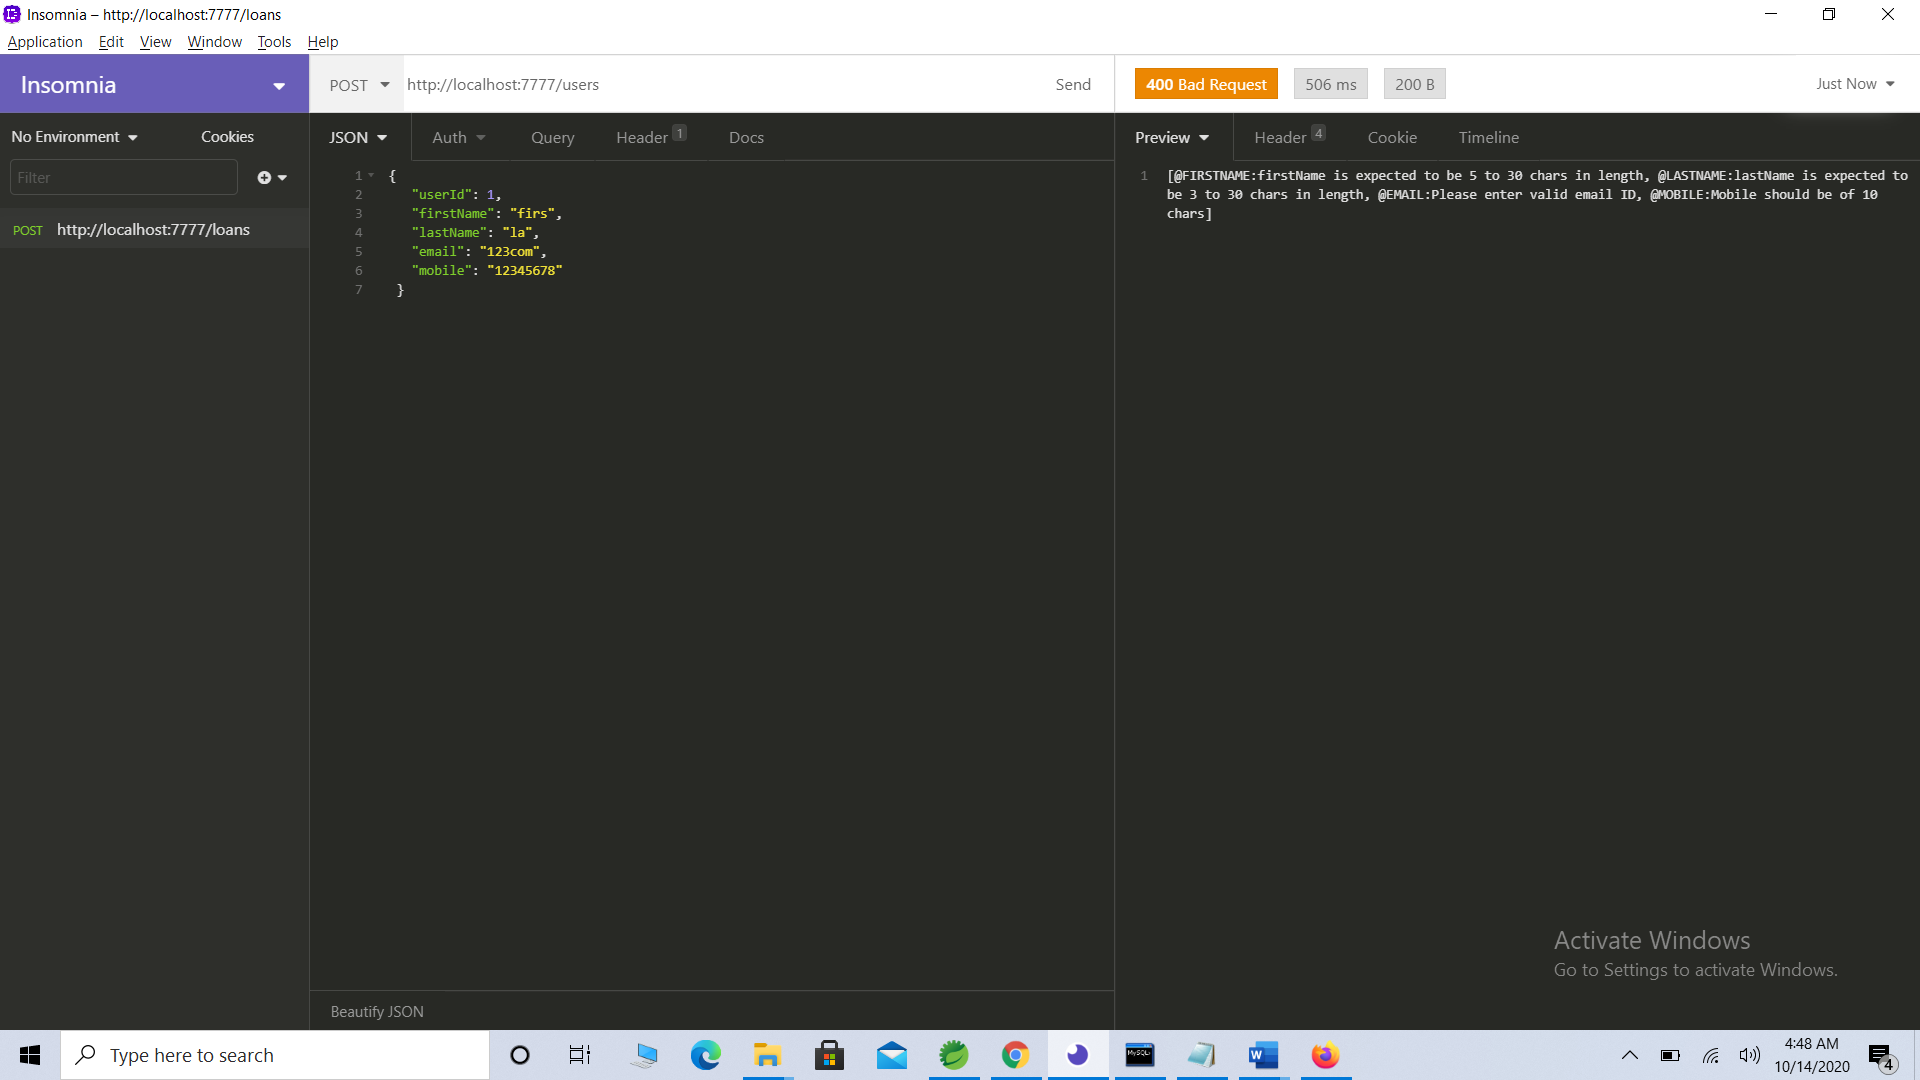 Insomnia – http://localhost:7777/loans
Application Edit View Window Tools Help
Insomnia
POST http://localhost:7777/users Send
400 Bad Request 506 ms 200 B Just Now
No Environment Cookies
JSON Auth Query Header 1 Docs
Preview Header 4 Cookie Timeline
Filter
POST http://localhost:7777/loans
1 {
2 "userId": 1,
3 "firstName": "firs",
4 "lastName": "la",
5 "email": "123com",
6 "mobile": "12345678"
7 }
1 [@FIRSTNAME:firstName is expected to be 5 to 30 chars in length, @LASTNAME:lastName is expected to
be 3 to 30 chars in length, @EMAIL:Please enter valid email ID, @MOBILE:Mobile should be of 10
chars]
Activate Windows
Go to Settings to activate Windows.
Beautify JSON
Type here to search
MySQL
W
4:48 AM
10/14/2020
4